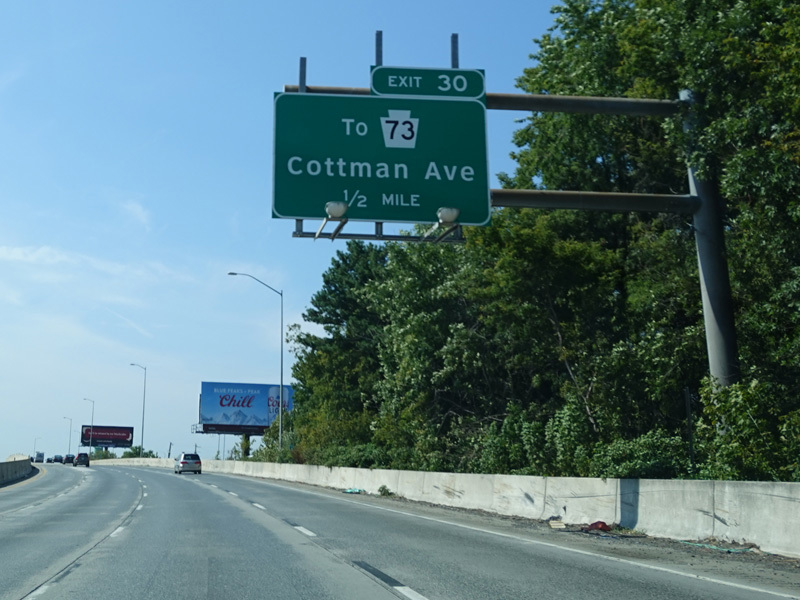 EXIT 30
To 73
Cottman Ave
1/2 MILE
Chill